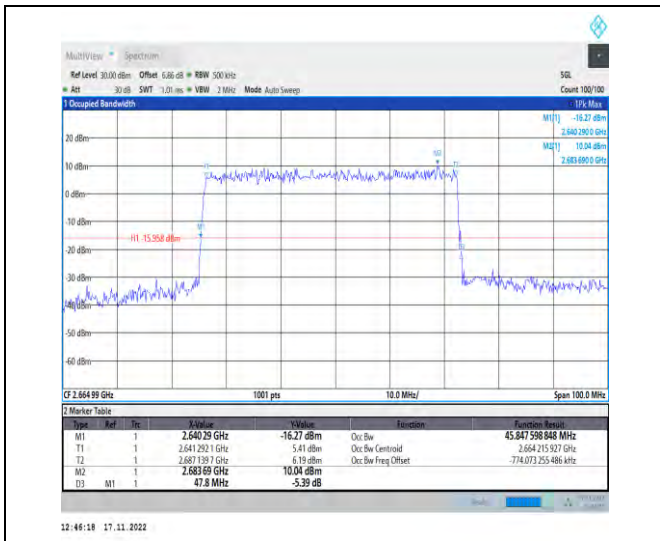 MultiView Spectrum
Ref Level 30.00 dBm Offset 6.86 dB RBW 500 kHz SGL
Att 30 dB SWT 1.01 ms VBW 2 MHz Mode Auto Sweep Count 100/100
1 Occupied Bandwidth 1Pk Max
M1[1] -16.27 dBm
2.640 290 0 GHz
M2[1] 10.04 dBm
2.683 690 0 GHz
20 dBm
M2
10 dBm
T1
0 dBm
-10 dBm
M1
H1 -15.958 dBm
-20 dBm
-30 dBm
-40 dBm
-50 dBm
-60 dBm
CF 2.664 99 GHz 1001 pts 10.0 MHz/ Span 100.0 MHz
2 Marker Table
Type Ref Trc X-Value Y-Value Function Function Result
M1 1 2.640 29 GHz -16.27 dBm Occ Bw 45.847 598 848 MHz
T1 1 2.641 292 1 GHz 5.41 dBm Occ Bw Centroid 2.664 215 927 GHz
T2 1 2.687 139 7 GHz 6.19 dBm Occ Bw Freq Offset -774.073 255 486 kHz
M2 1 2.683 69 GHz 10.04 dBm
D3 M1 1 47.8 MHz -5.39 dB
12:46:18 17.11.2022